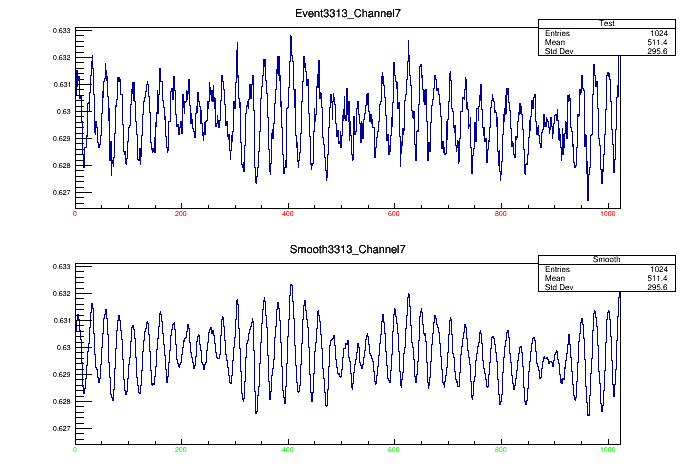 Event3313_Channel7
Test
Entries 1024
Mean 511.4
Std Dev 295.6
0.633
0.632
0.631
0.63
0.629
0.628
0.627
0 200 400 600 800 1000
Smooth3313_Channel7
Smooth
Entries 1024
Mean 511.4
Std Dev 295.6
0.633
0.632
0.631
0.63
0.629
0.628
0.627
0 200 400 600 800 1000